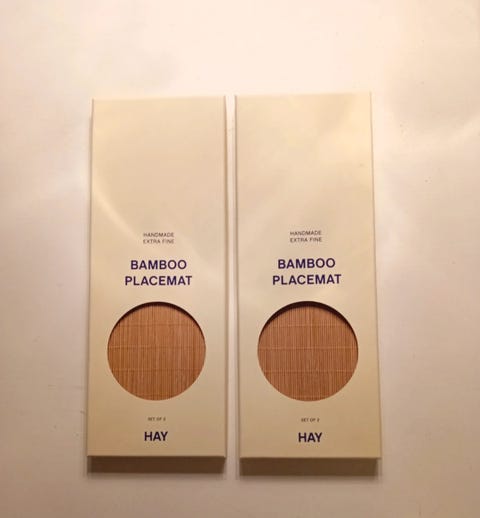 HANDMADE
EXTRA FINE
BAMBOO
PLACEMAT
SET OF 2
HAY
HANDMADE
EXTRA FINE
BAMBOO
PLACEMAT
SET OF 2
HAY